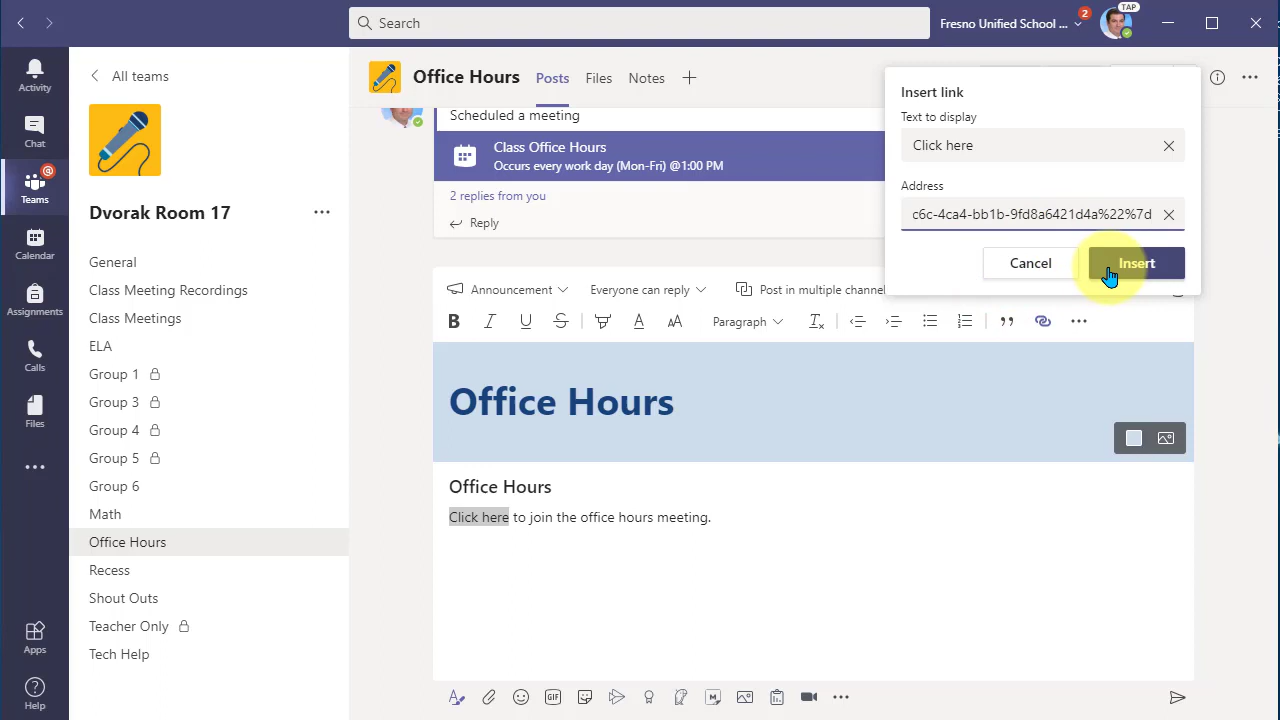 Search
Fresno Unified School ...
2
TAP
Activity
Chat
@
Teams
Calendar
Assignments
Calls
Files
Apps
Help
All teams
Dvorak Room 17
General
Class Meeting Recordings
Class Meetings
ELA
Group 1
Group 3
Group 4
Group 5
Group 6
Math
Office Hours
Recess
Shout Outs
Teacher Only
Tech Help
Office Hours
Posts
Files
Notes
Scheduled a meeting
Class Office Hours
Occurs every work day (Mon-Fri) @1:00 PM
2 replies from you
Reply
Insert link
Text to display
Click here
Address
c6c-4ca4-bb1b-9fd8a6421d4a%22%7d
Cancel
Insert
Announcement
Everyone can reply
Post in multiple channel
B I U S A AA Paragraph Tx
Office Hours
Office Hours
Click here to join the office hours meeting.
GIF